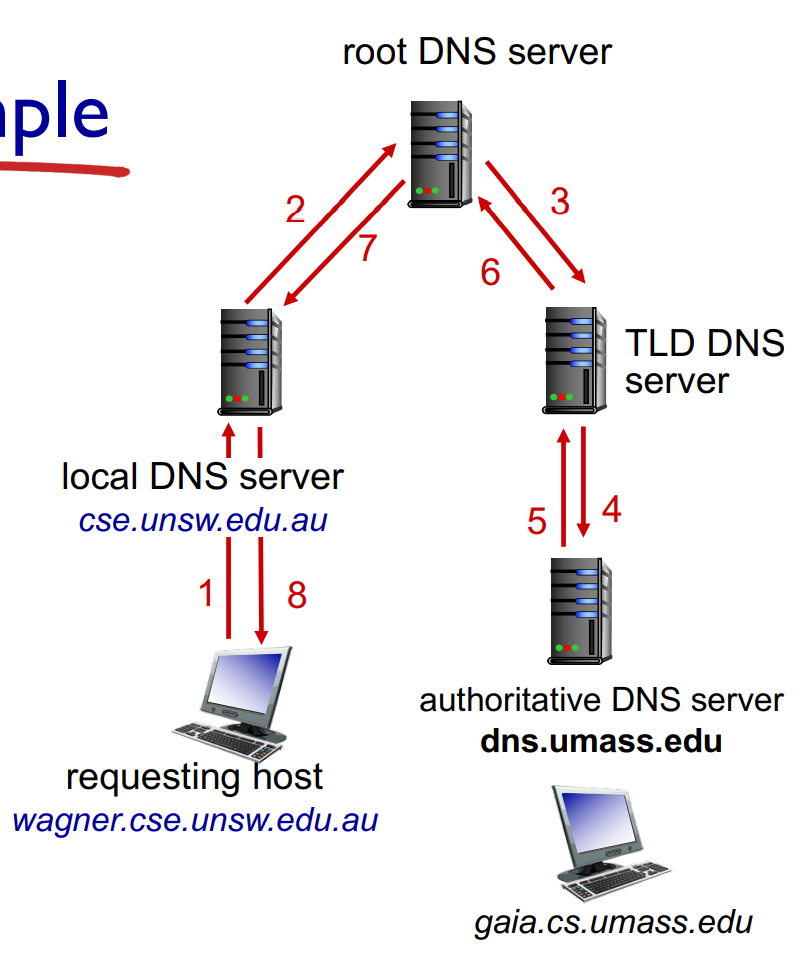 root DNS server
mple
2
3
7
6
TLD DNS
server
local DNS server
cse.unsw.edu.au
5
4
1
8
authoritative DNS server
dns.umass.edu
requesting host
wagner.cse.unsw.edu.au
gaia.cs.umass.edu